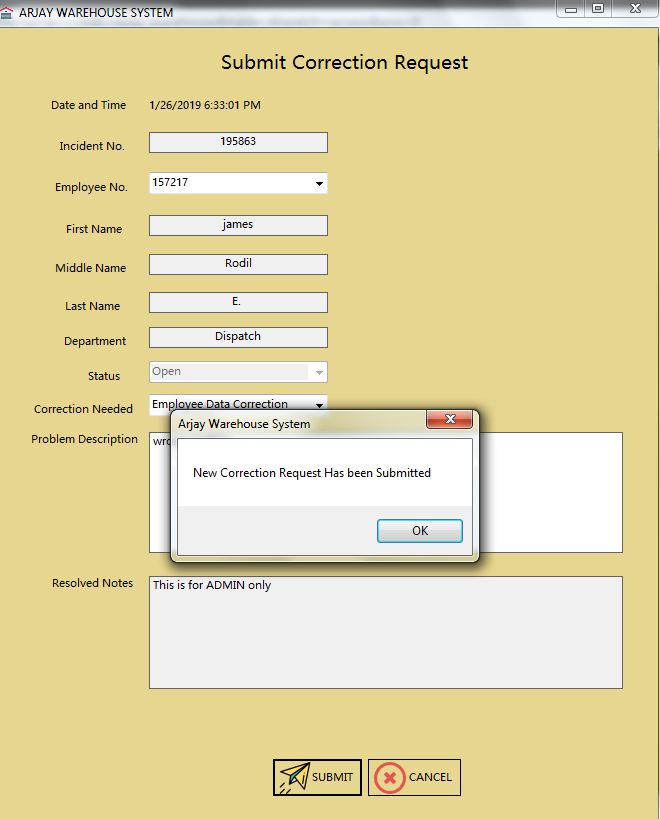 ARJAY WAREHOUSE SYSTEM
Submit Correction Request
Date and Time 1/26/2019 6:33:01 PM
Incident No. 195863
Employee No. 157217
First Name james
Middle Name Rodil
Last Name E.
Department Dispatch
Status Open
Correction Needed Employee Data Correction
Arjay Warehouse System
Problem Description
New Correction Request Has been Submitted
OK
Resolved Notes This is for ADMIN only
SUBMIT CANCEL